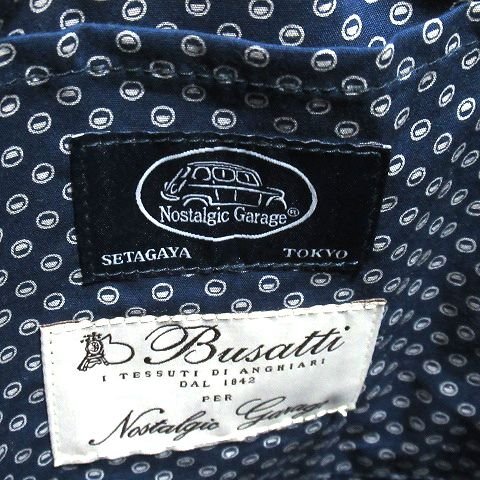 Nostalgic Garage®
SETAGAYA TOKYO
Busatti
I TESSUTI DI ANGHIARI
DAL 1842
PER
Nostalgic Garage